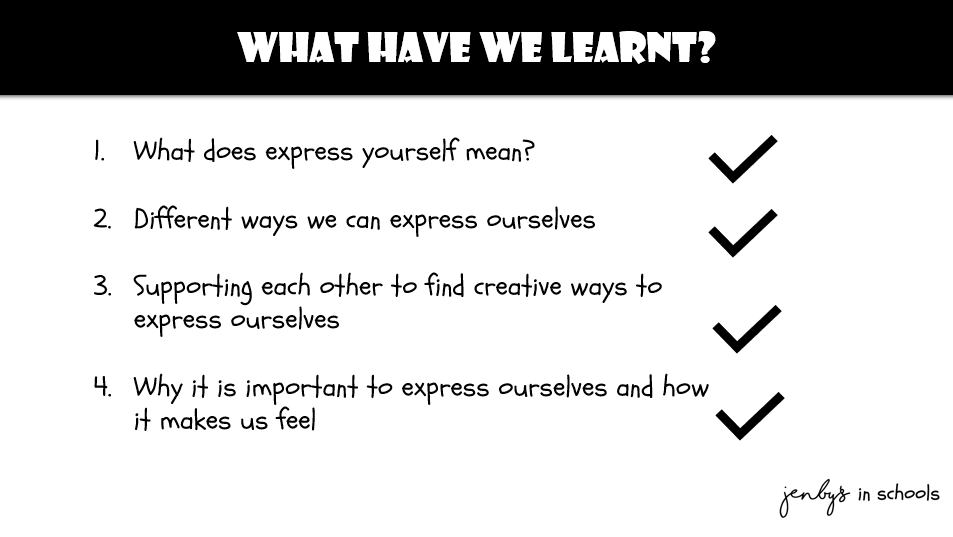 WHAT HAVE WE LEARNT?
1. What does express yourself mean?
2. Different ways we can express ourselves
3. Supporting each other to find creative ways to
express ourselves
4. Why it is important to express ourselves and how
it makes us feel
jenbys in schools